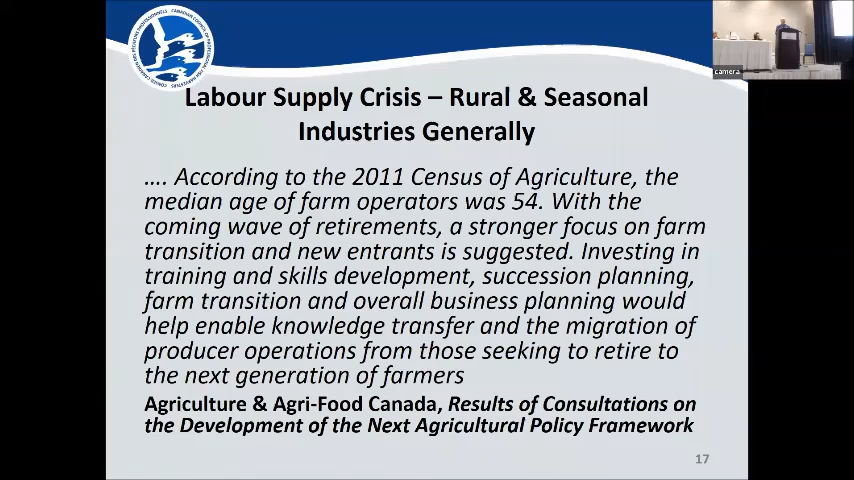 camera
Labour Supply Crisis – Rural & Seasonal
Industries Generally
…. According to the 2011 Census of Agriculture, the
median age of farm operators was 54. With the
coming wave of retirements, a stronger focus on farm
transition and new entrants is suggested. Investing in
training and skills development, succession planning,
farm transition and overall business planning would
help enable knowledge transfer and the migration of
producer operations from those seeking to retire to
the next generation of farmers
Agriculture & Agri-Food Canada, Results of Consultations on
the Development of the Next Agricultural Policy Framework
17